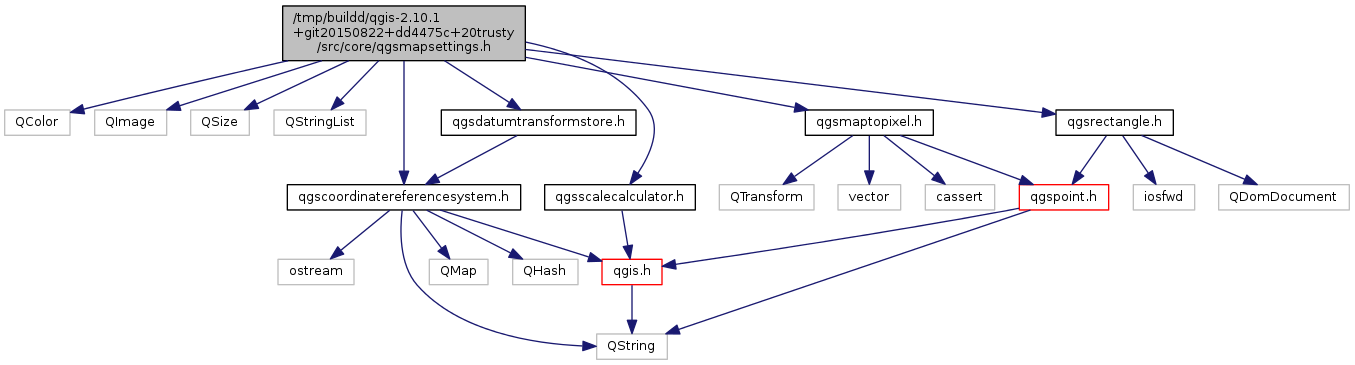 /tmp/buildd/qgis-2.10.1
+git20150822+dd4475c+20trusty
/src/core/qgsmapsettings.h
QColor
QImage
QSize
QStringList
qgsdatumtransformstore.h
qgsmaptopixel.h
qgsrectangle.h
qgscoordinatereferencesystem.h
qgsscalecalculator.h
QTransform
vector
cassert
qgspoint.h
iosfwd
QDomDocument
ostream
QMap
QHash
qgis.h
QString